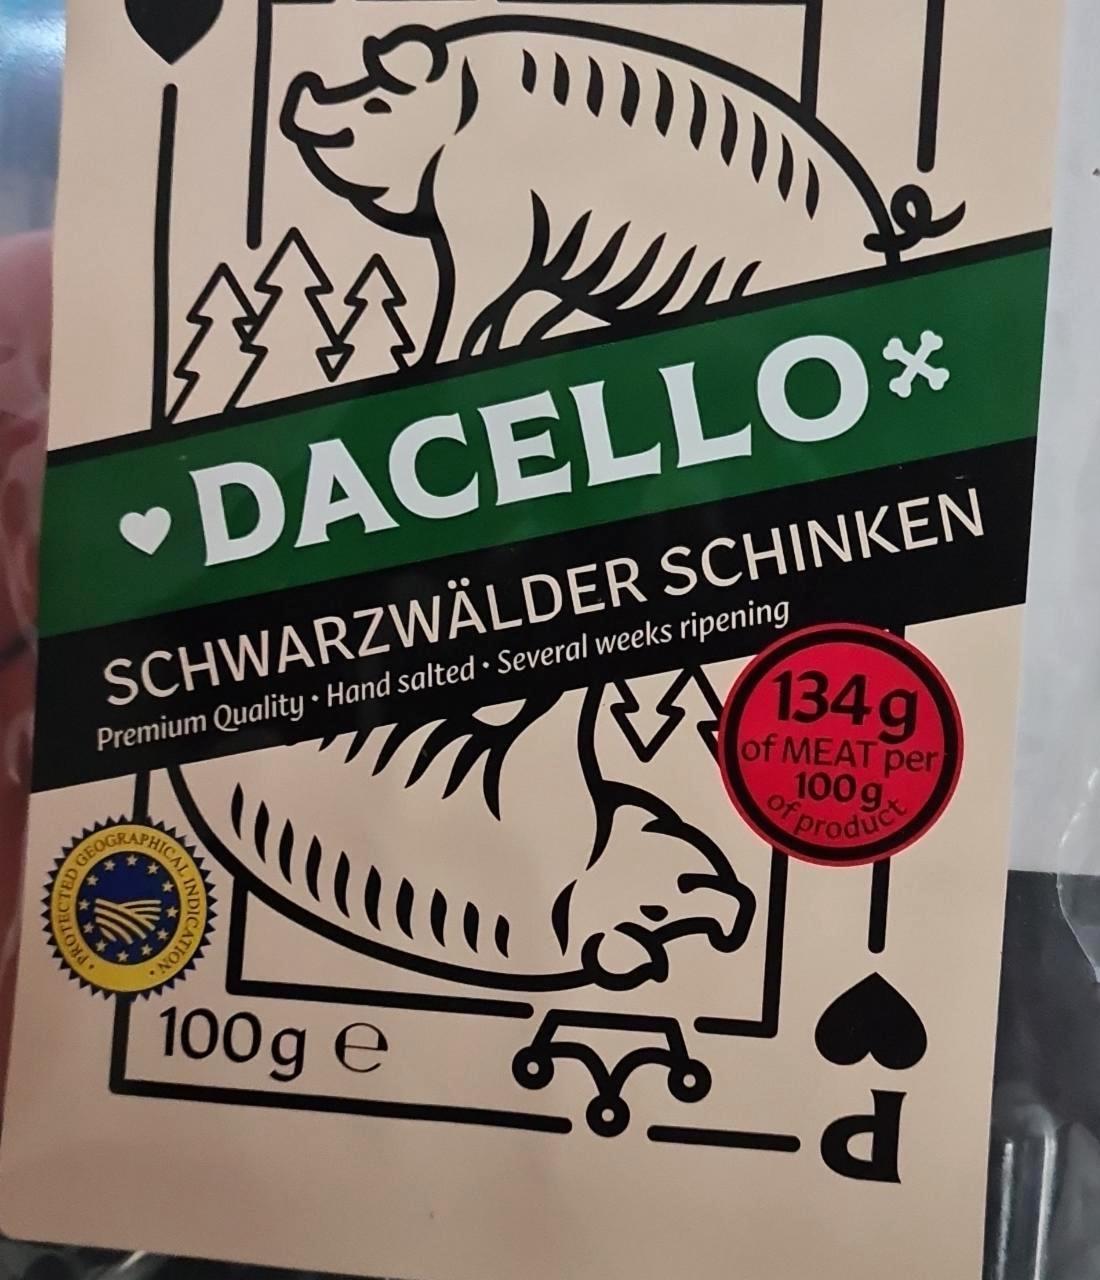 DACELLO
SCHWARZWÄLDER SCHINKEN
Premium Quality · Hand salted · Several weeks ripening
134g
of MEAT per
100g
of product
· PROTECTED GEOGRAPHICAL INDICATION ·
100g e
P